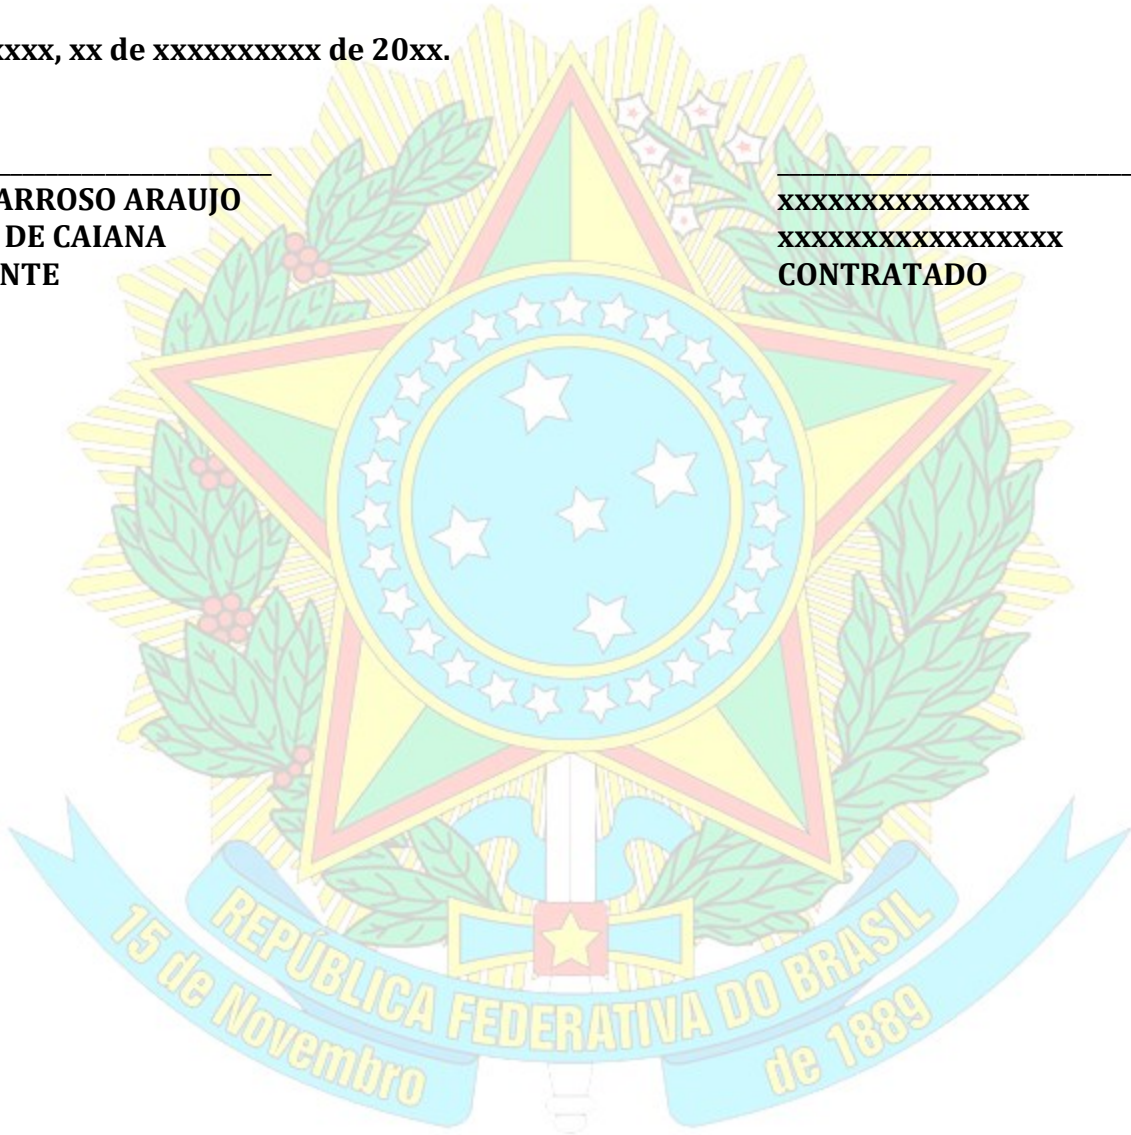 xxxx, xx de xxxxxxxxxx de 20xx.
ARROSO ARAUJO
DE CAIANA
NTE
xxxxxxxxxxxxxxx
xxxxxxxxxxxxxxxxx
CONTRATADO
REPÚBLICA FEDERATIVA DO BRASIL
15 de Novembro
de 1889